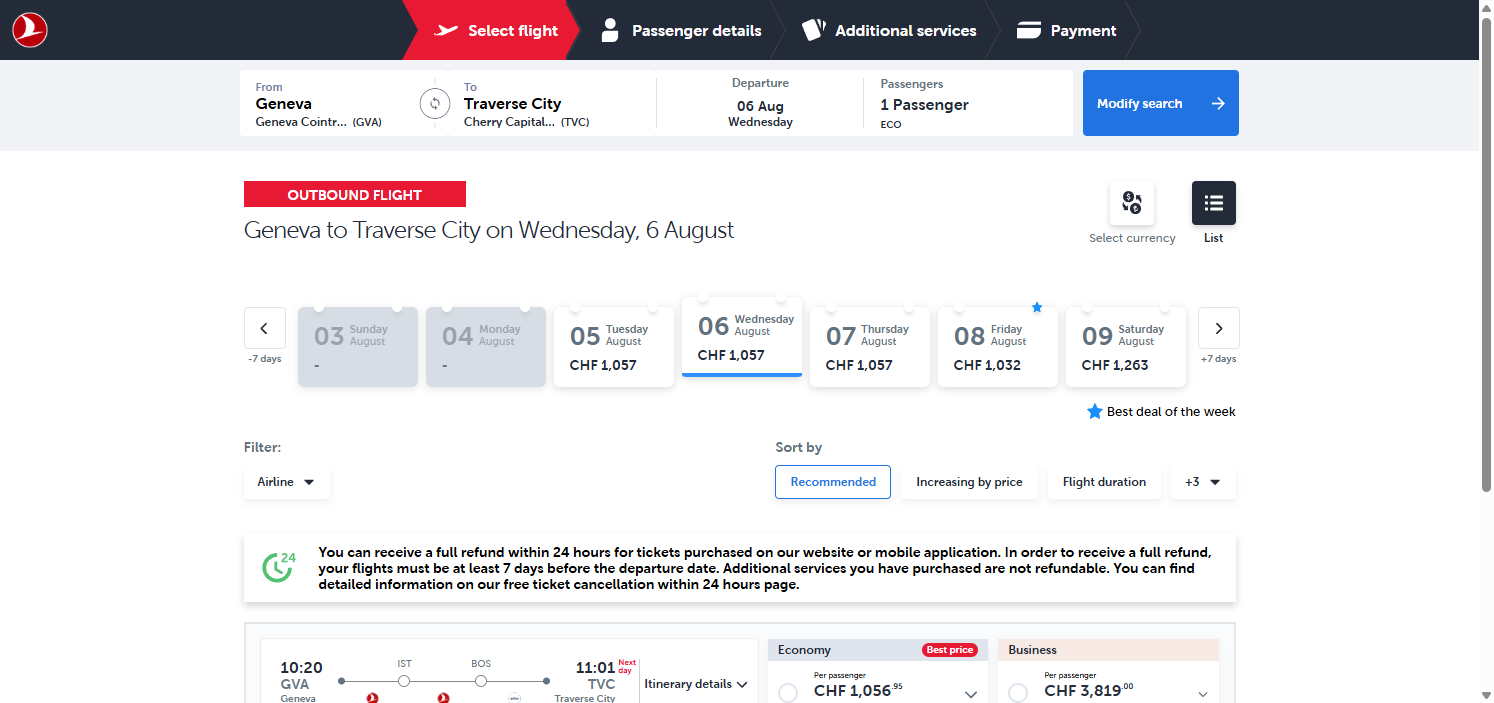 Select flight
Passenger details
Additional services
Payment
From
Geneva
Geneva Cointr... (GVA)
To
Traverse City
Cherry Capital... (TVC)
Departure
06 Aug
Wednesday
Passengers
1 Passenger
ECO
Modify search
OUTBOUND FLIGHT
Geneva to Traverse City on Wednesday, 6 August
Select currency
List
-7 days
03 Sunday August
-
04 Monday August
-
05 Tuesday August
CHF 1,057
06 Wednesday August
CHF 1,057
07 Thursday August
CHF 1,057
08 Friday August
CHF 1,032
09 Saturday August
CHF 1,263
+7 days
Best deal of the week
Filter:
Airline
Sort by
Recommended
Increasing by price
Flight duration
+3
24
You can receive a full refund within 24 hours for tickets purchased on our website or mobile application. In order to receive a full refund,
your flights must be at least 7 days before the departure date. Additional services you have purchased are not refundable. You can find
detailed information on our free ticket cancellation within 24 hours page.
10:20
GVA
Geneva
IST
BOS
11:01 Next day
TVC
Traverse City
Itinerary details
Economy
Best price
Per passenger
CHF 1,056.95
Business
Per passenger
CHF 3,819.00